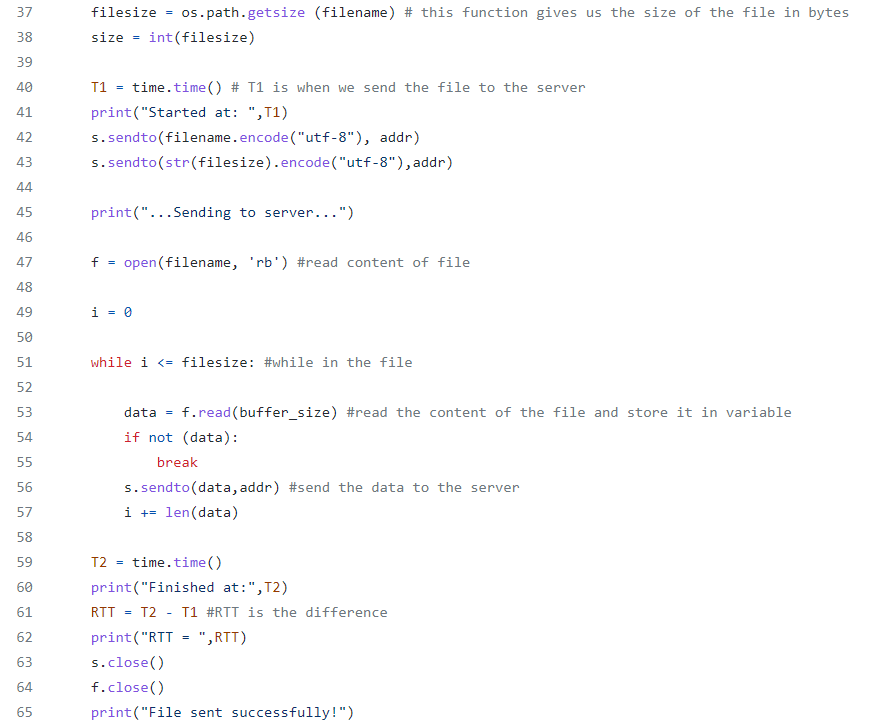 37 filesize = os.path.getsize (filename) # this function gives us the size of the file in bytes
38 size = int(filesize)
39
40 T1 = time.time() # T1 is when we send the file to the server
41 print("Started at: ",T1)
42 s.sendto(filename.encode("utf-8"), addr)
43 s.sendto(str(filesize).encode("utf-8"),addr)
44
45 print("...Sending to server...")
46
47 f = open(filename, 'rb') #read content of file
48
49 i = 0
50
51 while i <= filesize: #while in the file
52
53 data = f.read(buffer_size) #read the content of the file and store it in variable
54 if not (data):
55 break
56 s.sendto(data,addr) #send the data to the server
57 i += len(data)
58
59 T2 = time.time()
60 print("Finished at:",T2)
61 RTT = T2 - T1 #RTT is the difference
62 print("RTT = ",RTT)
63 s.close()
64 f.close()
65 print("File sent successfully!")